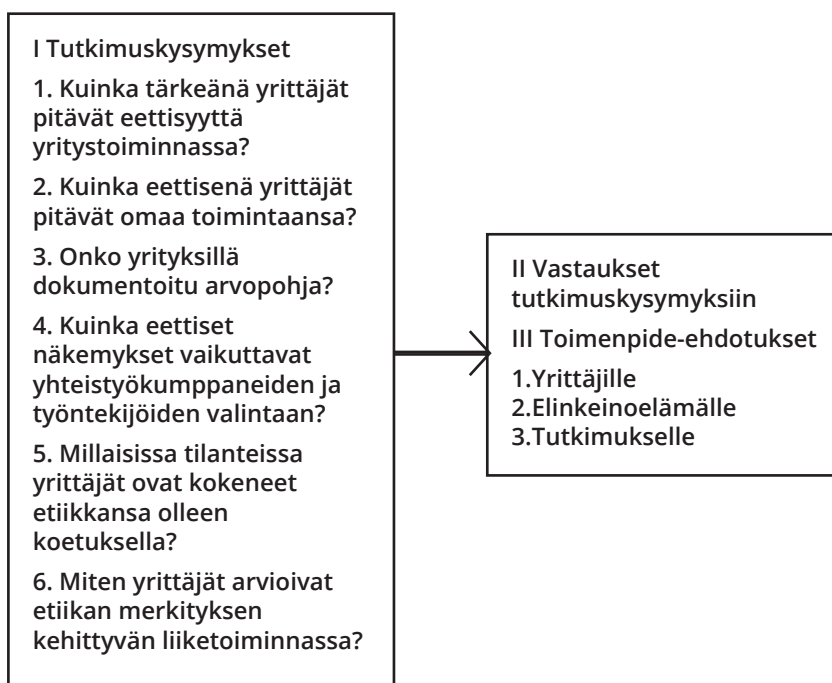 I Tutkimuskysymykset
1. Kuinka tärkeänä yrittäjät
pitävät eettisyyttä
yritystoiminnassa?
2. Kuinka eettisenä yrittäjät
pitävät omaa toimintaansa?
3. Onko yrityksillä
dokumentoitu arvopohja?
4. Kuinka eettiset
näkemykset vaikuttavat
yhteistyökumppaneiden ja
työntekijöiden valintaan?
5. Millaisissa tilanteissa
yrittäjät ovat kokeneet
etiikkansa olleen
koetuksella?
6. Miten yrittäjät arvioivat
etiikan merkityksen
kehittyvän liiketoiminnassa?
II Vastaukset
tutkimuskysymyksiin
III Toimenpide-ehdotukset
1.Yrittäjille
2.Elinkeinoelämälle
3.Tutkimukselle